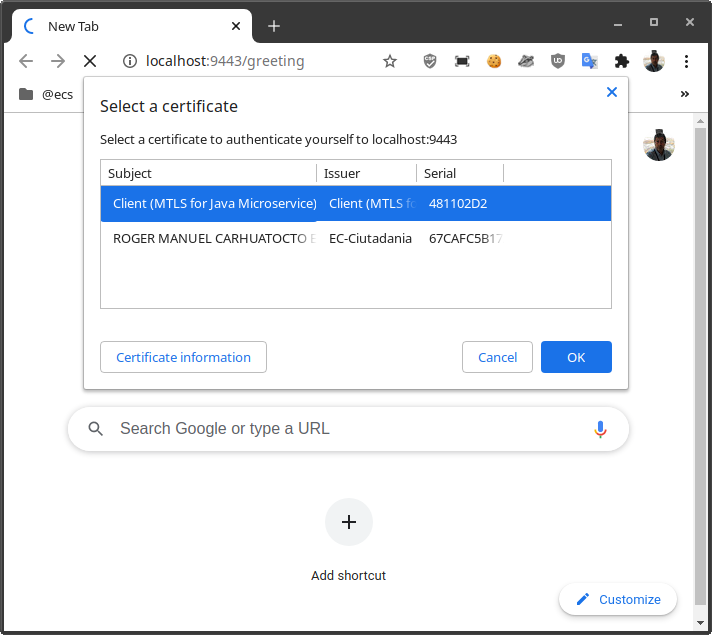 New Tab
localhost:9443/greeting
CSP
UD
@ecs
Select a certificate
Select a certificate to authenticate yourself to localhost:9443
Subject Issuer Serial
Client (MTLS for Java Microservice) Client (MTLS fo 481102D2
ROGER MANUEL CARHUATOCTO E EC-Ciutadania 67CAFC5B17
Certificate information Cancel OK
Search Google or type a URL
Add shortcut
Customize